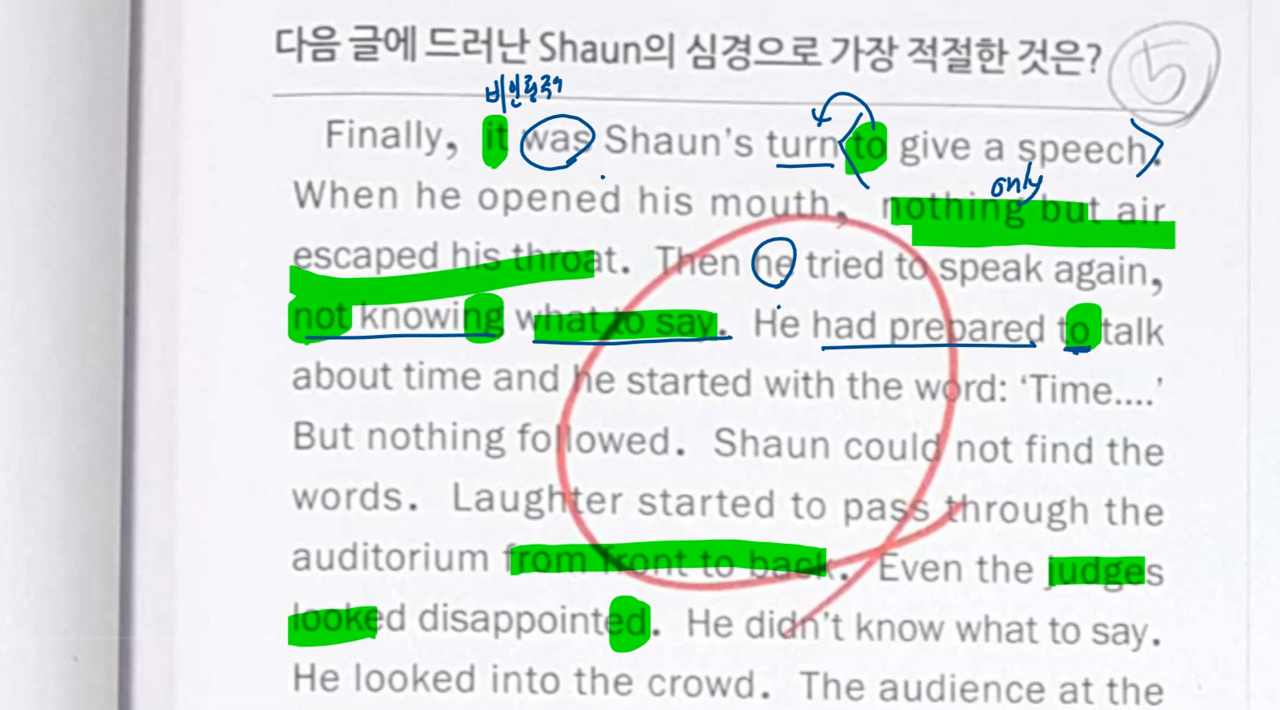 다음 글에 드러난 Shaun의 심경으로 가장 적절한 것은?
⑤
비인칭주어
Finally, it was Shaun's turn to give a speech.
only
When he opened his mouth, nothing but air
escaped his throat. Then he tried to speak again,
not knowing what to say. He had prepared to talk
about time and he started with the word: ‘Time....’
But nothing followed. Shaun could not find the
words. Laughter started to pass through the
auditorium from front to back. Even the judges
looked disappointed. He didn't know what to say.
He looked into the crowd. The audience at the